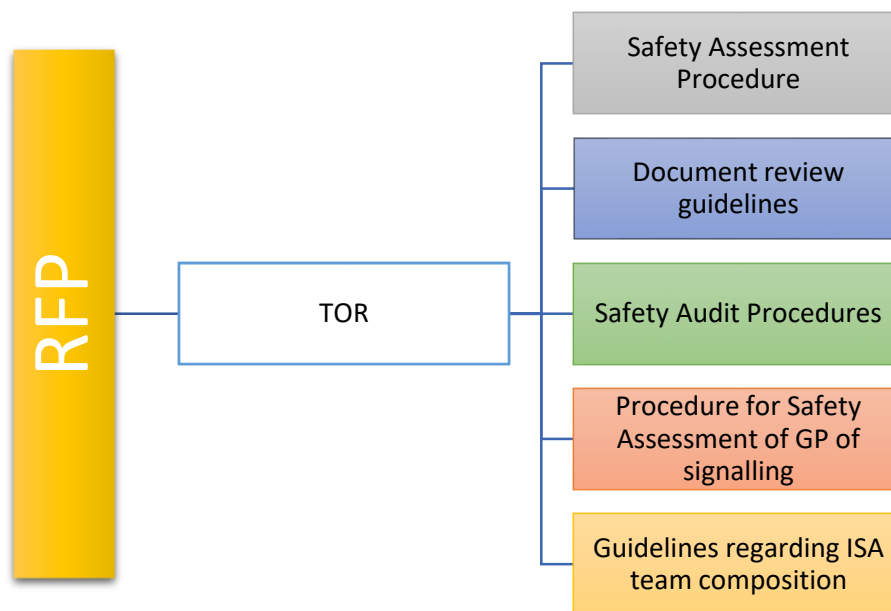 RFP
TOR
Safety Assessment
Procedure
Document review
guidelines
Safety Audit Procedures
Procedure for Safety
Assessment of GP of
signalling
Guidelines regarding ISA
team composition